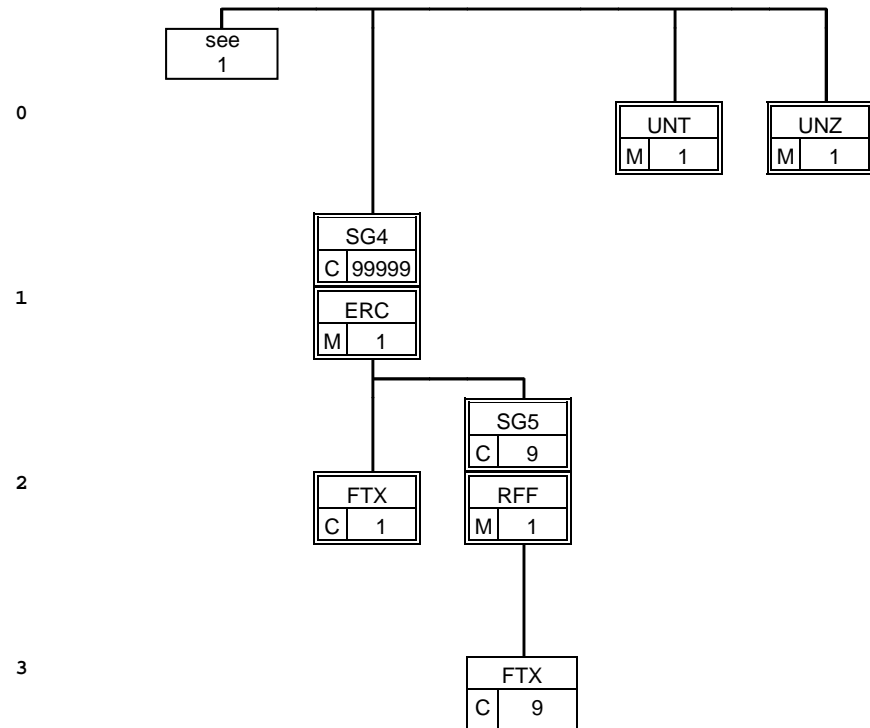 see
1
0
UNT
UNZ
M 1
M 1
SG4
C 99999
1
ERC
M 1
SG5
C 9
2
FTX
RFF
C 1
M 1
3
FTX
C 9